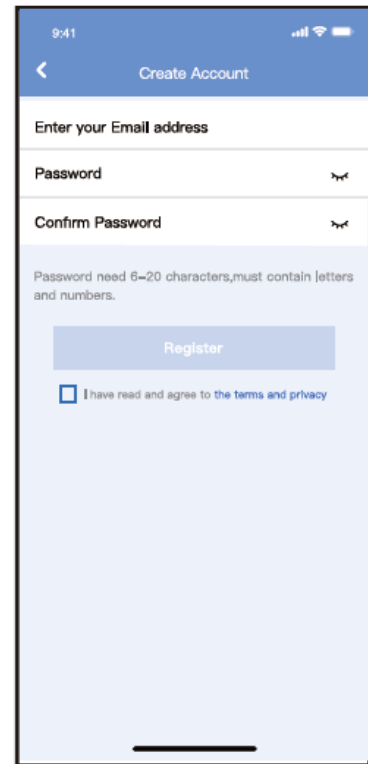 9:41
Create Account
Enter your Email address
Password
Confirm Password
Password need 6-20 characters,must contain letters
and numbers.
Register
I have read and agree to the terms and privacy